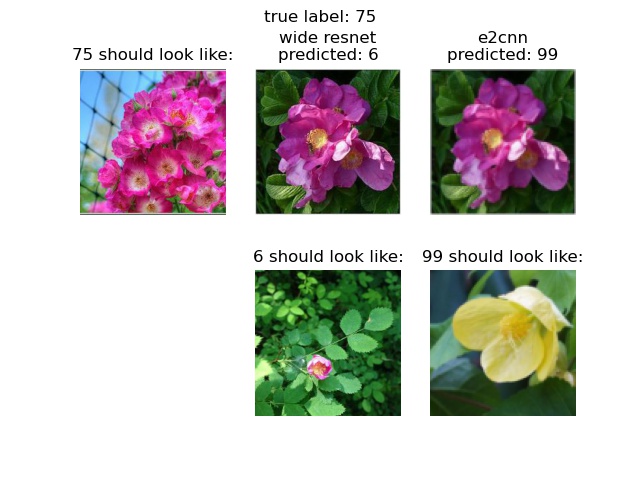 true label: 75
75 should look like:
wide resnet
predicted: 6
e2cnn
predicted: 99
6 should look like:
99 should look like: